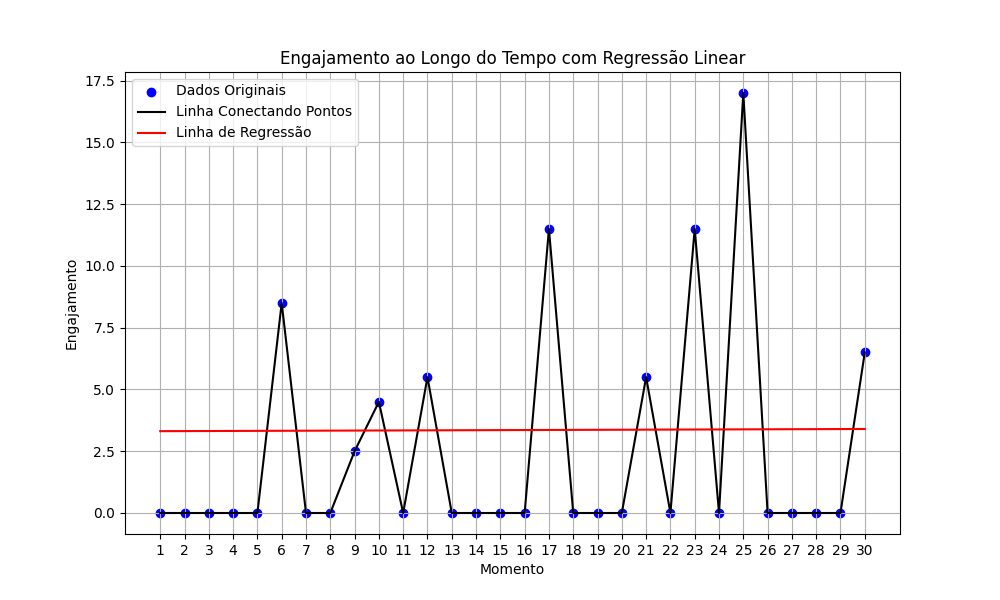 Engajamento ao Longo do Tempo com Regressão Linear
Dados Originais
Linha Conectando Pontos
Linha de Regressão
Engajamento
17.5
15.0
12.5
10.0
7.5
5.0
2.5
0.0
1 2 3 4 5 6 7 8 9 10 11 12 13 14 15 16 17 18 19 20 21 22 23 24 25 26 27 28 29 30
Momento